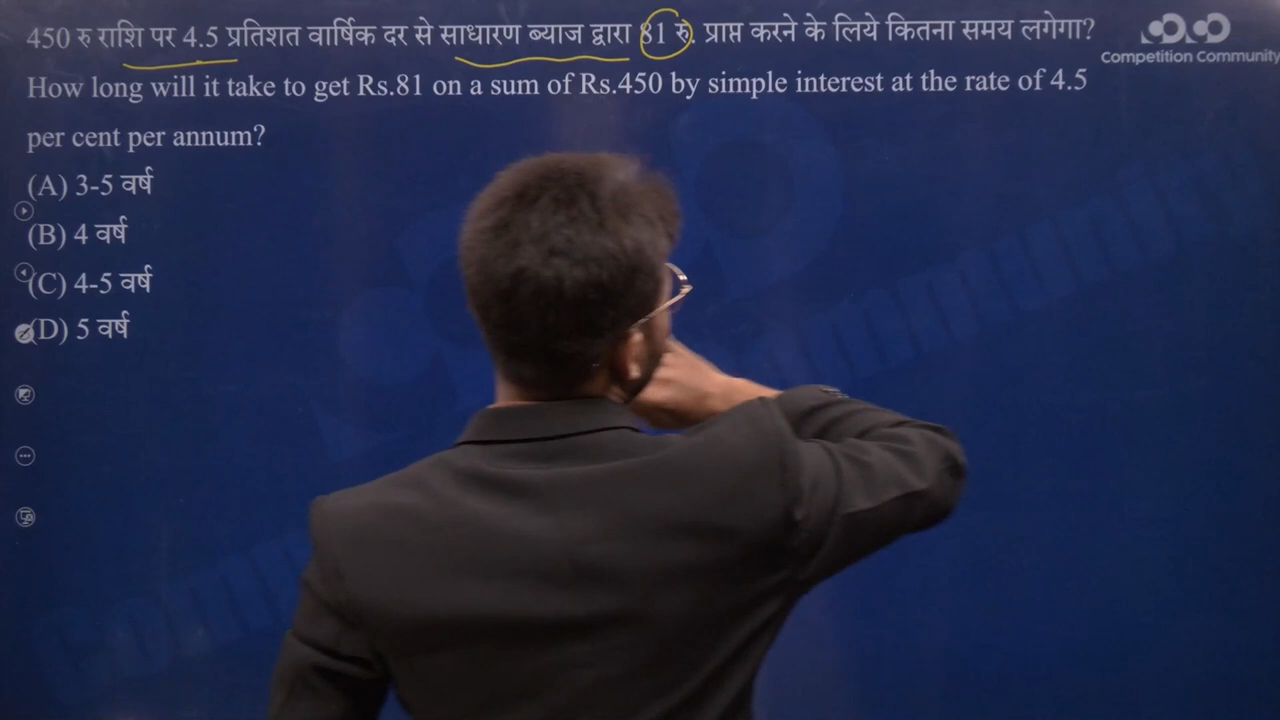 450 रु राशि पर 4.5 प्रतिशत वार्षिक दर से साधारण ब्याज द्वारा 81 रु. प्राप्त करने के लिये कितना समय लगेगा?
Competition Community
How long will it take to get Rs.81 on a sum of Rs.450 by simple interest at the rate of 4.5
per cent per annum?
(A) 3-5 वर्ष
(B) 4 वर्ष
(C) 4-5 वर्ष
(D) 5 वर्ष